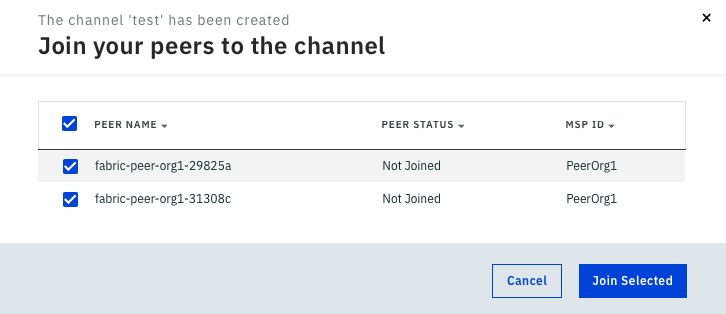 The channel 'test' has been created
Join your peers to the channel
PEER NAME PEER STATUS MSP ID
fabric-peer-org1-29825a Not Joined PeerOrg1
fabric-peer-org1-31308c Not Joined PeerOrg1
Cancel Join Selected